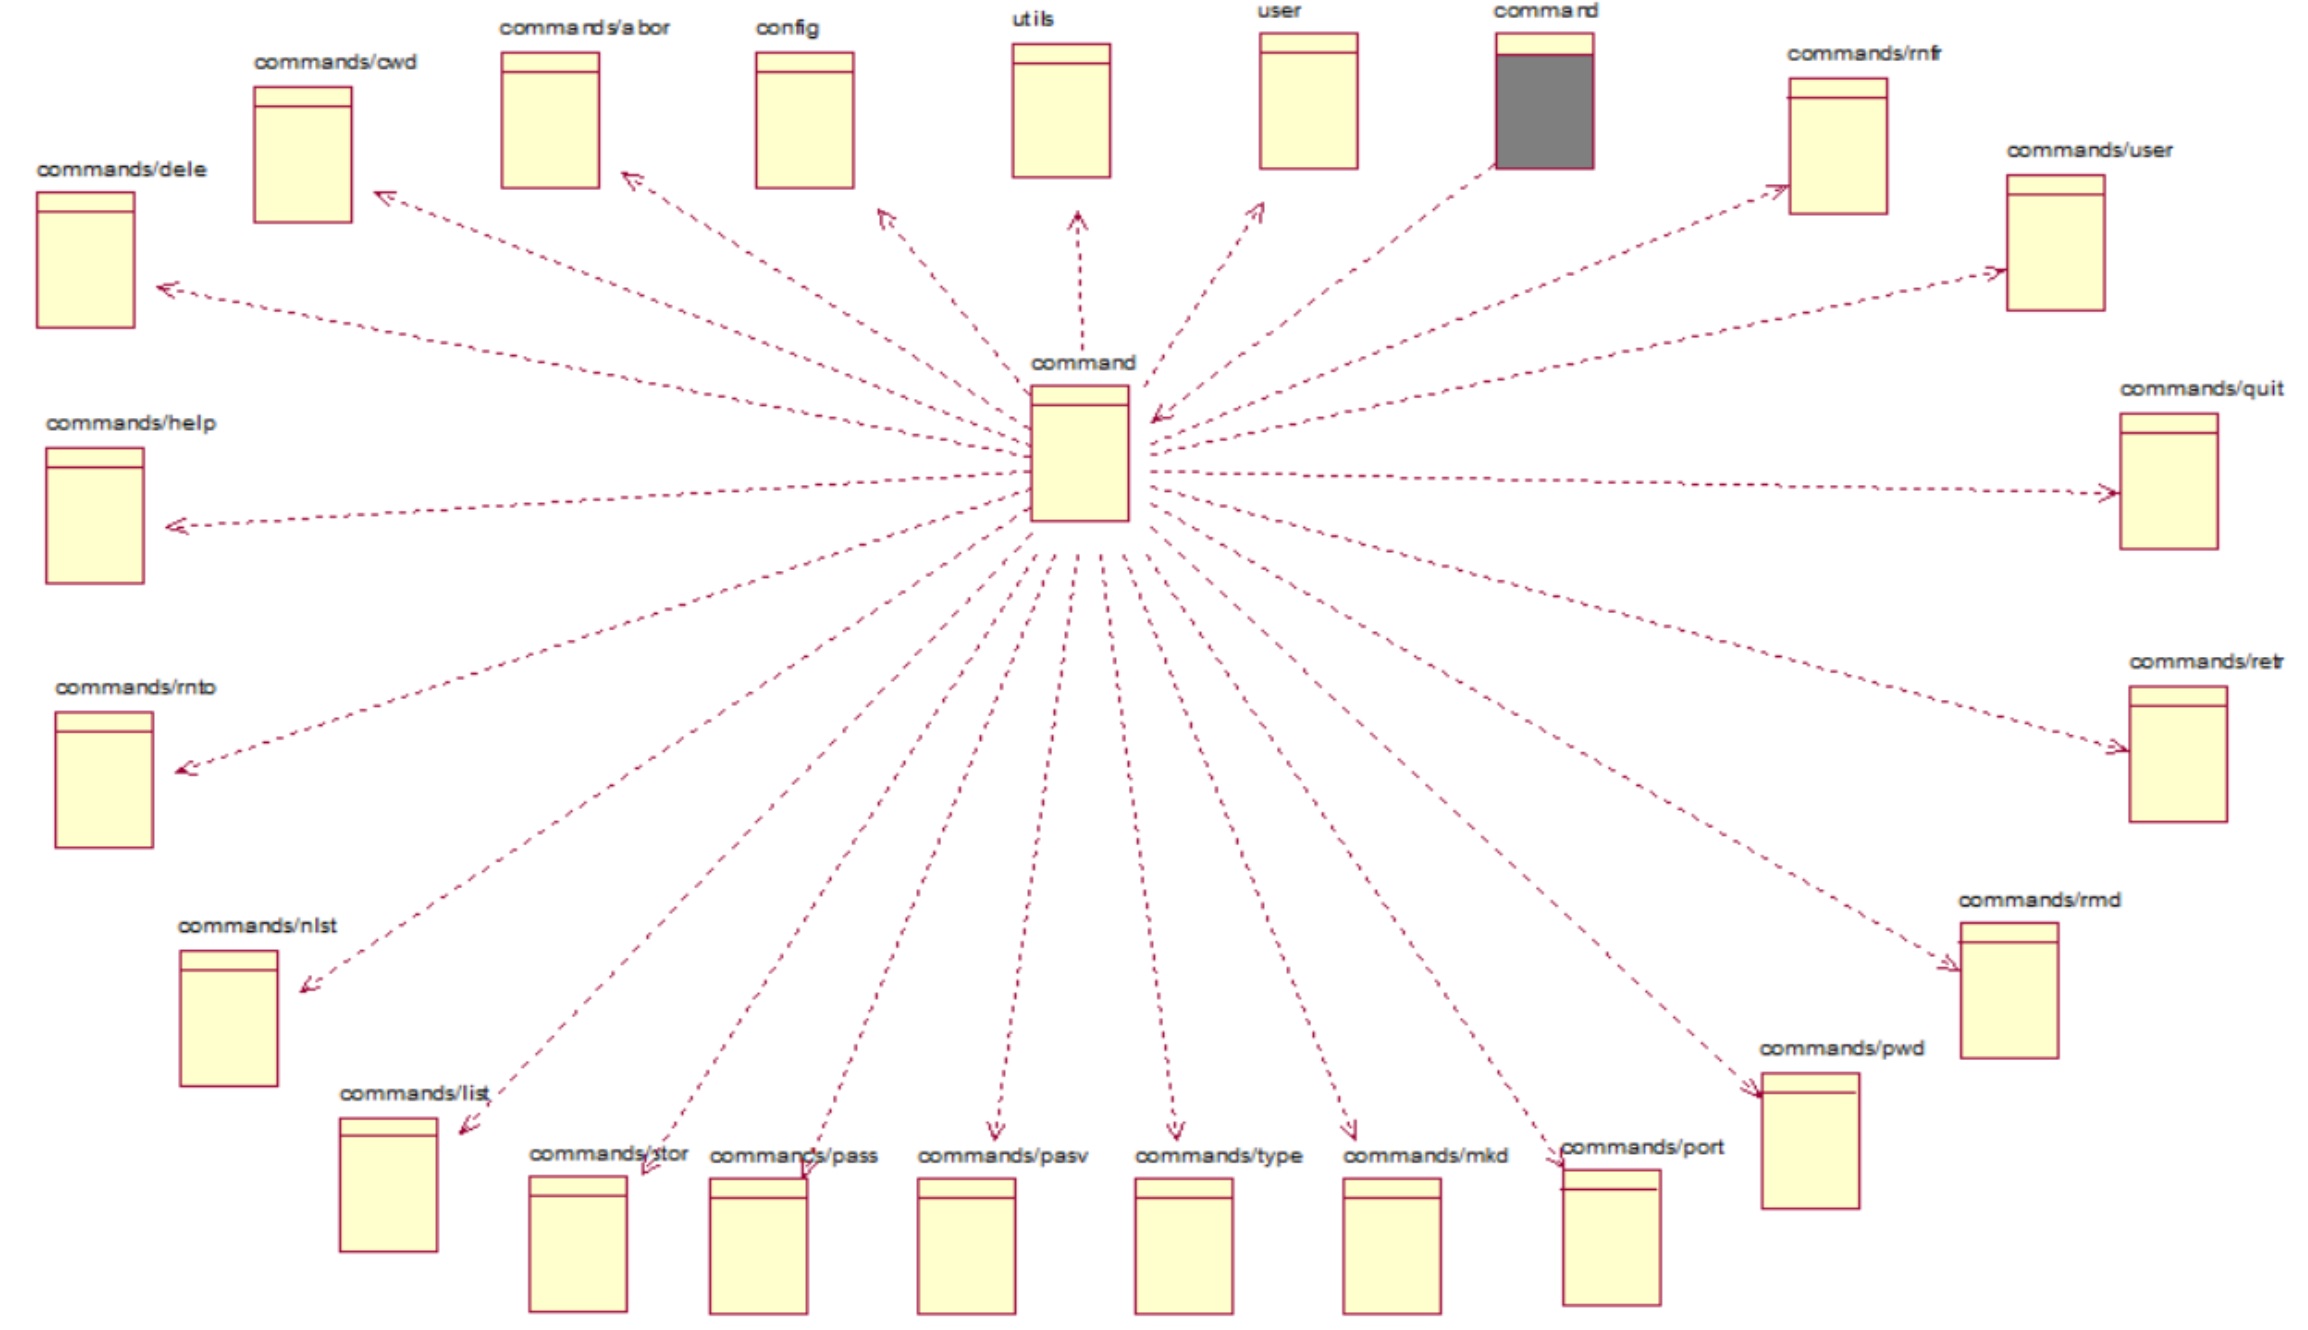 command
user
utils
commands/abor
config
commands/rnfr
commands/cwd
commands/user
commands/dele
command
commands/quit
commands/help
commands/retr
commands/rnto
commands/rmd
commands/nlst
commands/pwd
commands/list
commands/port
commands/stor
commands/pass
commands/pasv
commands/type
commands/mkd